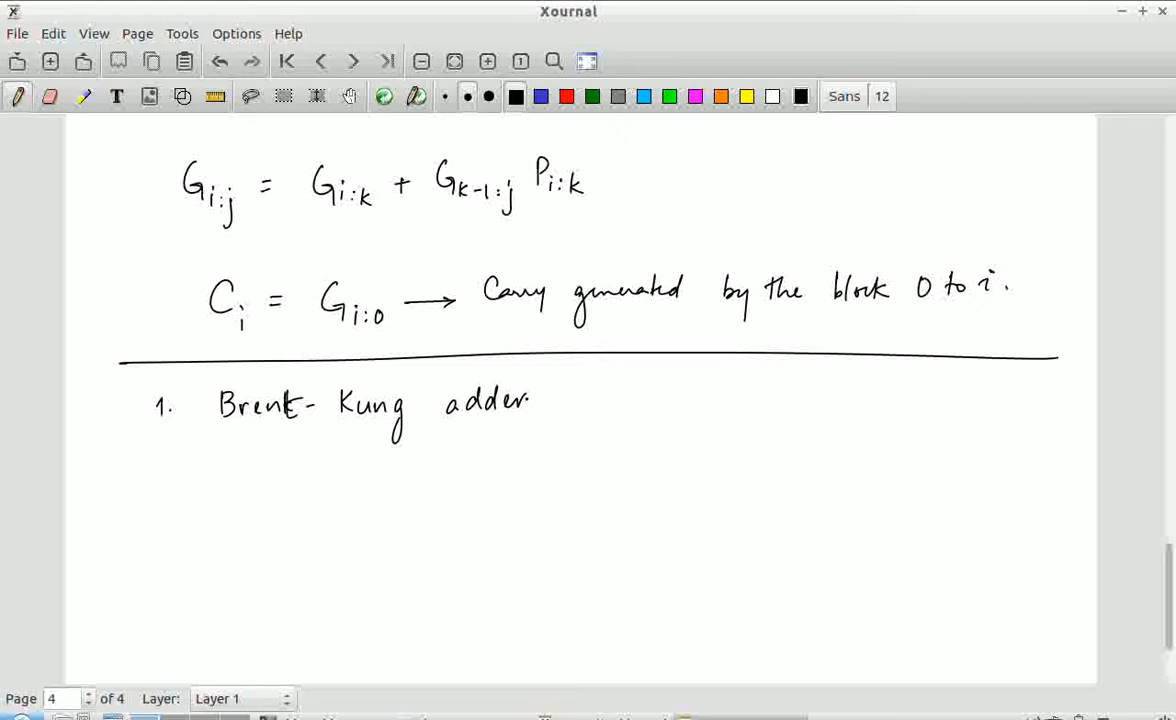 Xournal
File Edit View Page Tools Options Help
Sans 12
G_{i:j} = G_{i:k} + G_{k-1:j} P_{i:k}
C_i = G_{i:0} → Carry generated by the block 0 to i.
1. Brent-Kung adder.
Page 4 of 4 Layer: Layer 1